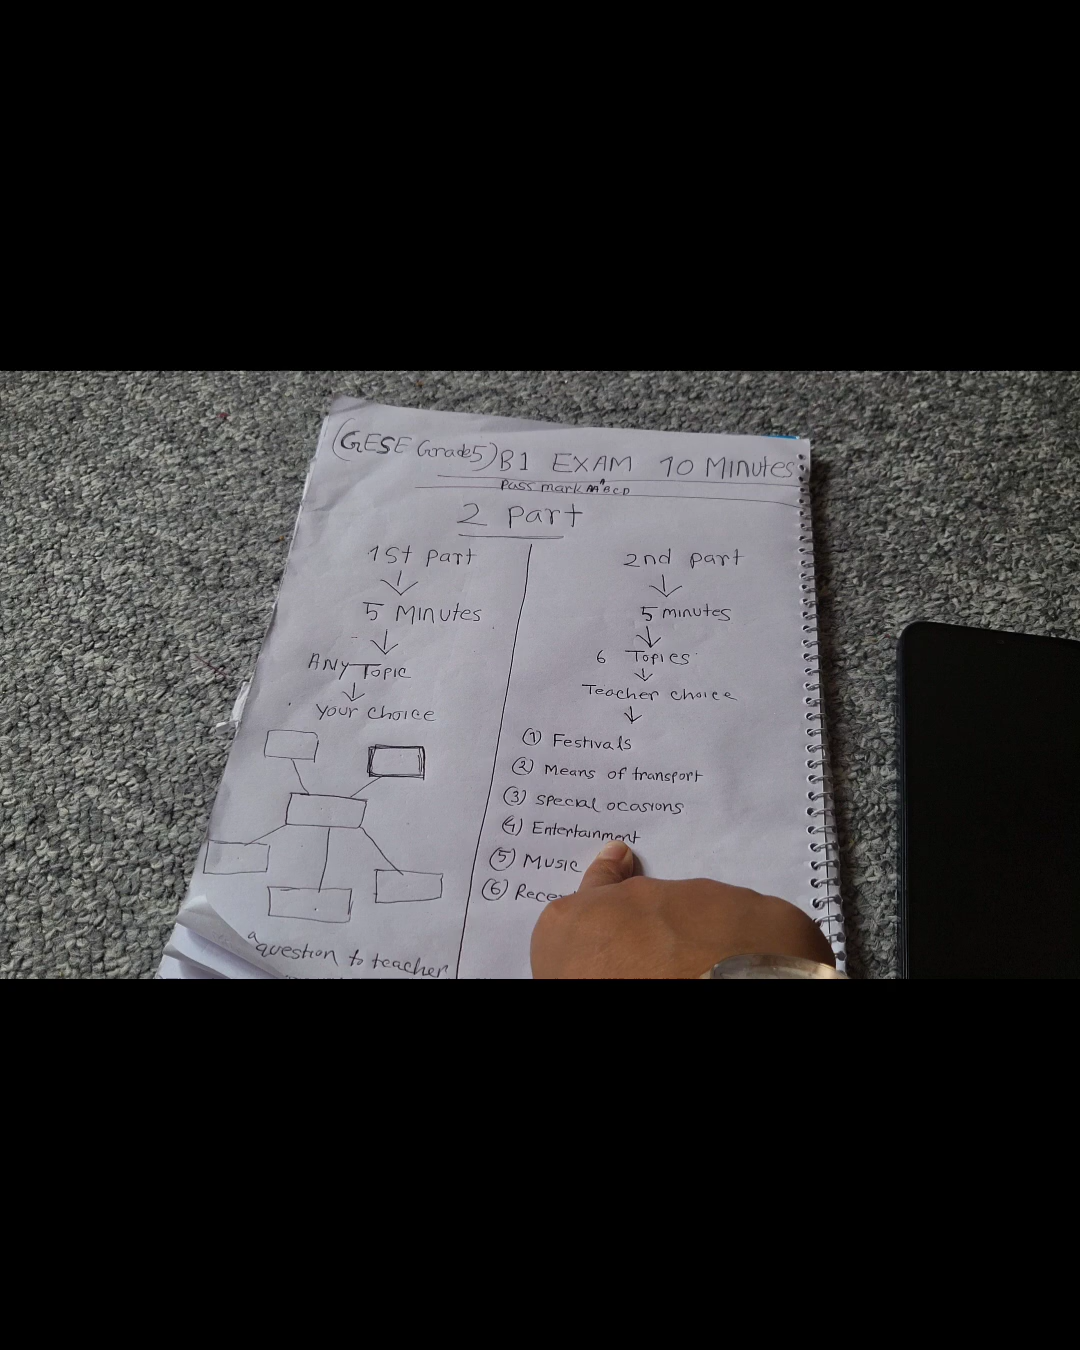 (GESE Grade5) B1 EXAM 10 Minutes
Pass mark
2 part
1st part
5 Minutes
ANY TOPIC
your choice
a question to teacher
2nd part
5 minutes
6 Topies
Teacher choice
(1) Festivals
(2) Means of transport
(3) special ocasions
(4) Entertainment
(5) Music
(6)